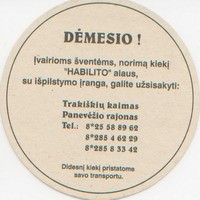 DĖMESIO !
Įvairioms šventėms, norimą kiekį
"HABILITO" alaus,
su išpilstymo įranga, galite užsisakyti:
Trakiškių kaimas
Panevėžio rajonas
Tel.: 8*25 58 89 62
8*285 4 62 29
8*285 8 33 42
Didesnį kiekį pristatome
savo transportu.